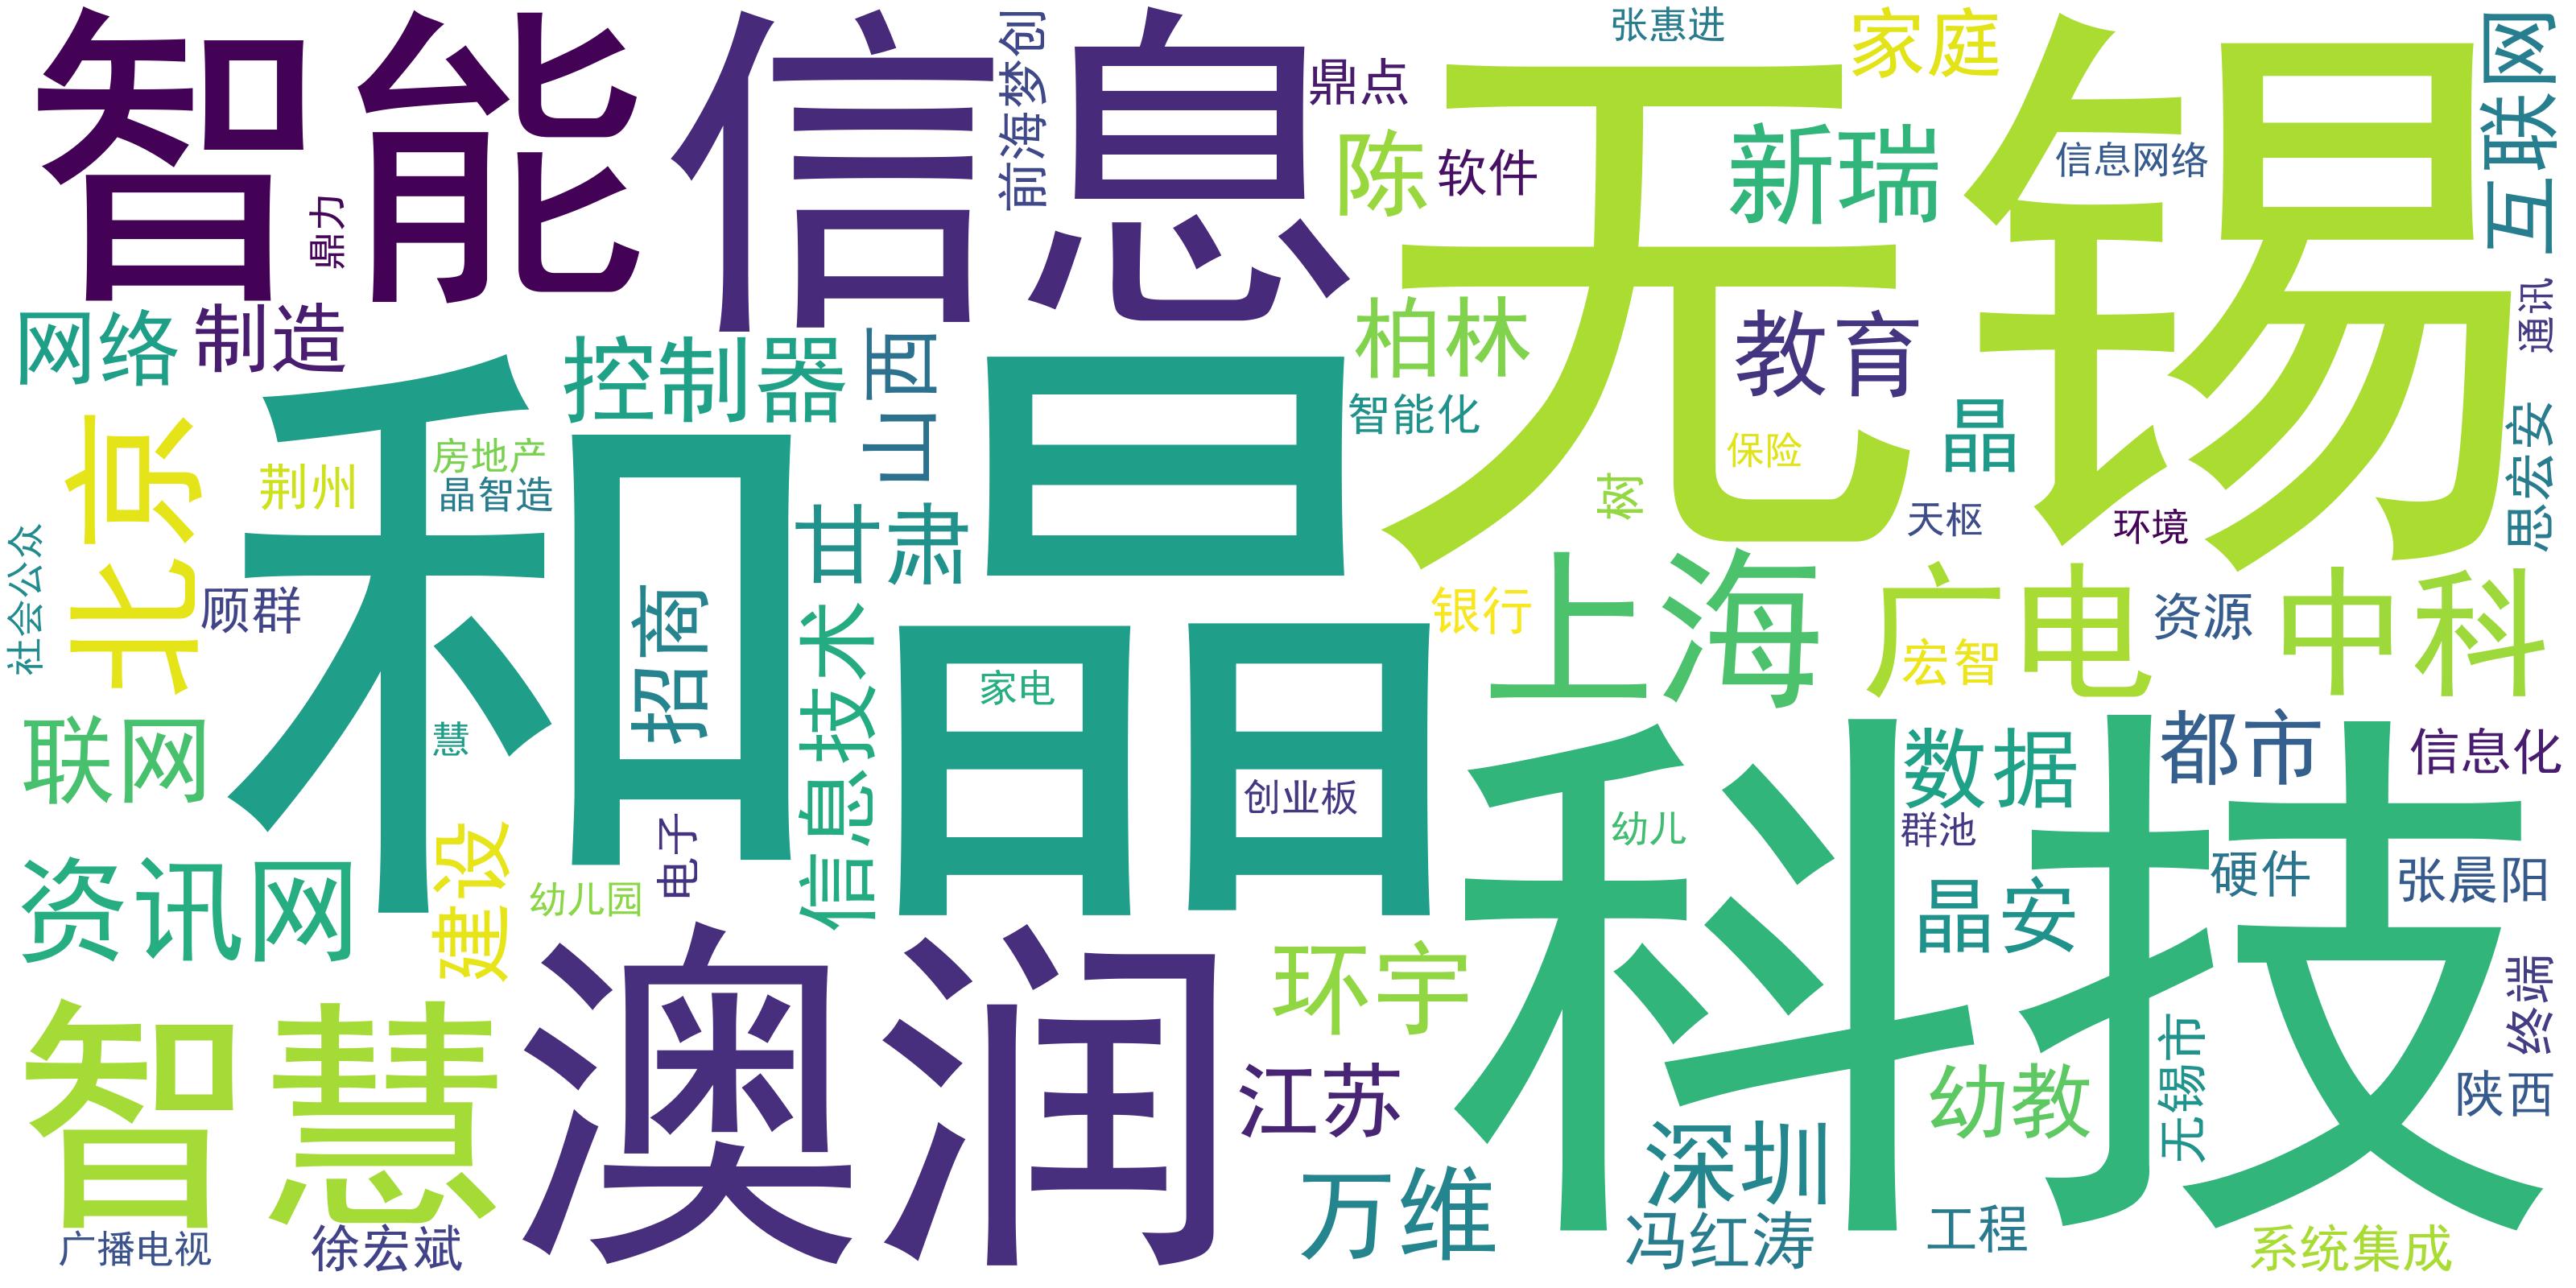 智能
信息
无锡
和晶
科技
澳润
智慧
前海梦创
鼎点
张惠进
家庭
互联网
陈
软件
新瑞
信息网络
鼎力
网络
制造
控制器
山西
柏林
教育
通讯
智能化
保险
晶
思宏安
北京
荆州
房地产
晶智造
树
天枢
环境
甘肃
社会公众
顾群
招商
信息技术
家电
银行
上海
广电
宏智
资源
中科
联网
慧
创业板
幼儿
数据
群池
都市
信息化
资讯网
建设
电子
幼儿园
晶安
硬件
张晨阳
环宇
终端
江苏
幼教
无锡市
陕西
万维
深圳
冯红涛
工程
系统集成
广播电视
徐宏斌